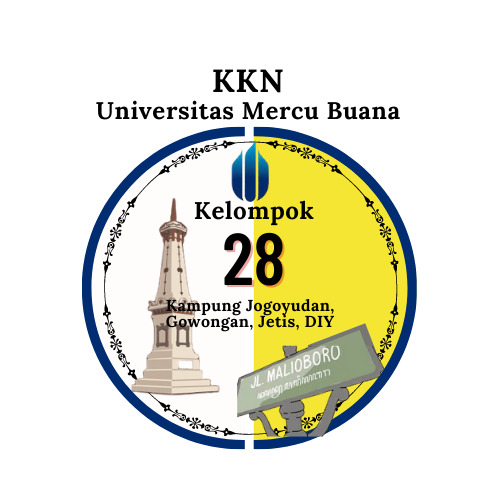 KKN
Universitas Mercu Buana
Kelompok
28
Kampung Jogoyudan,
Gowongan, Jetis, DIY
JL. MALIOBORO